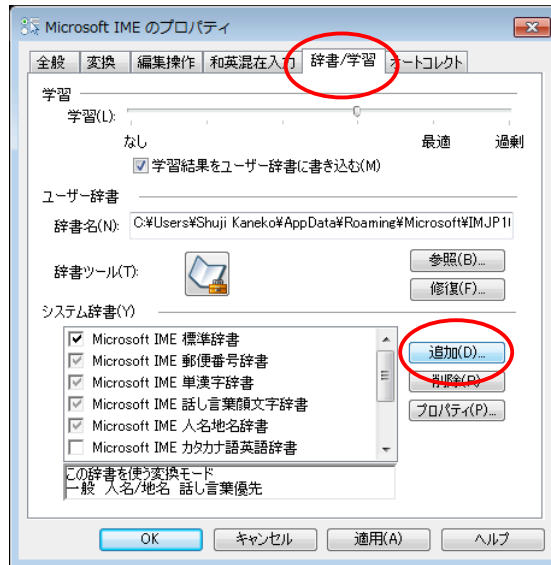 Microsoft IME のプロパティ
全般 変換 編集操作 和英混在入力 辞書/学習 オートコレクト
学習
学習(L):
なし 最適 過剰
学習結果をユーザー辞書に書き込む(M)
ユーザー辞書
辞書名(N): C:¥Users¥Shuji Kaneko¥AppData¥Roaming¥Microsoft¥IMJP1
参照(B)...
辞書ツール(T):
修復(F)...
システム辞書(Y)
Microsoft IME 標準辞書
追加(D)...
Microsoft IME 郵便番号辞書
削除(R)
Microsoft IME 単漢字辞書
Microsoft IME 話し言葉顔文字辞書
プロパティ(P)...
Microsoft IME 人名地名辞書
Microsoft IME カタカナ語英語辞書
この辞書を使う変換モード
一般 人名/地名 話し言葉優先
OK キャンセル 適用(A) ヘルプ